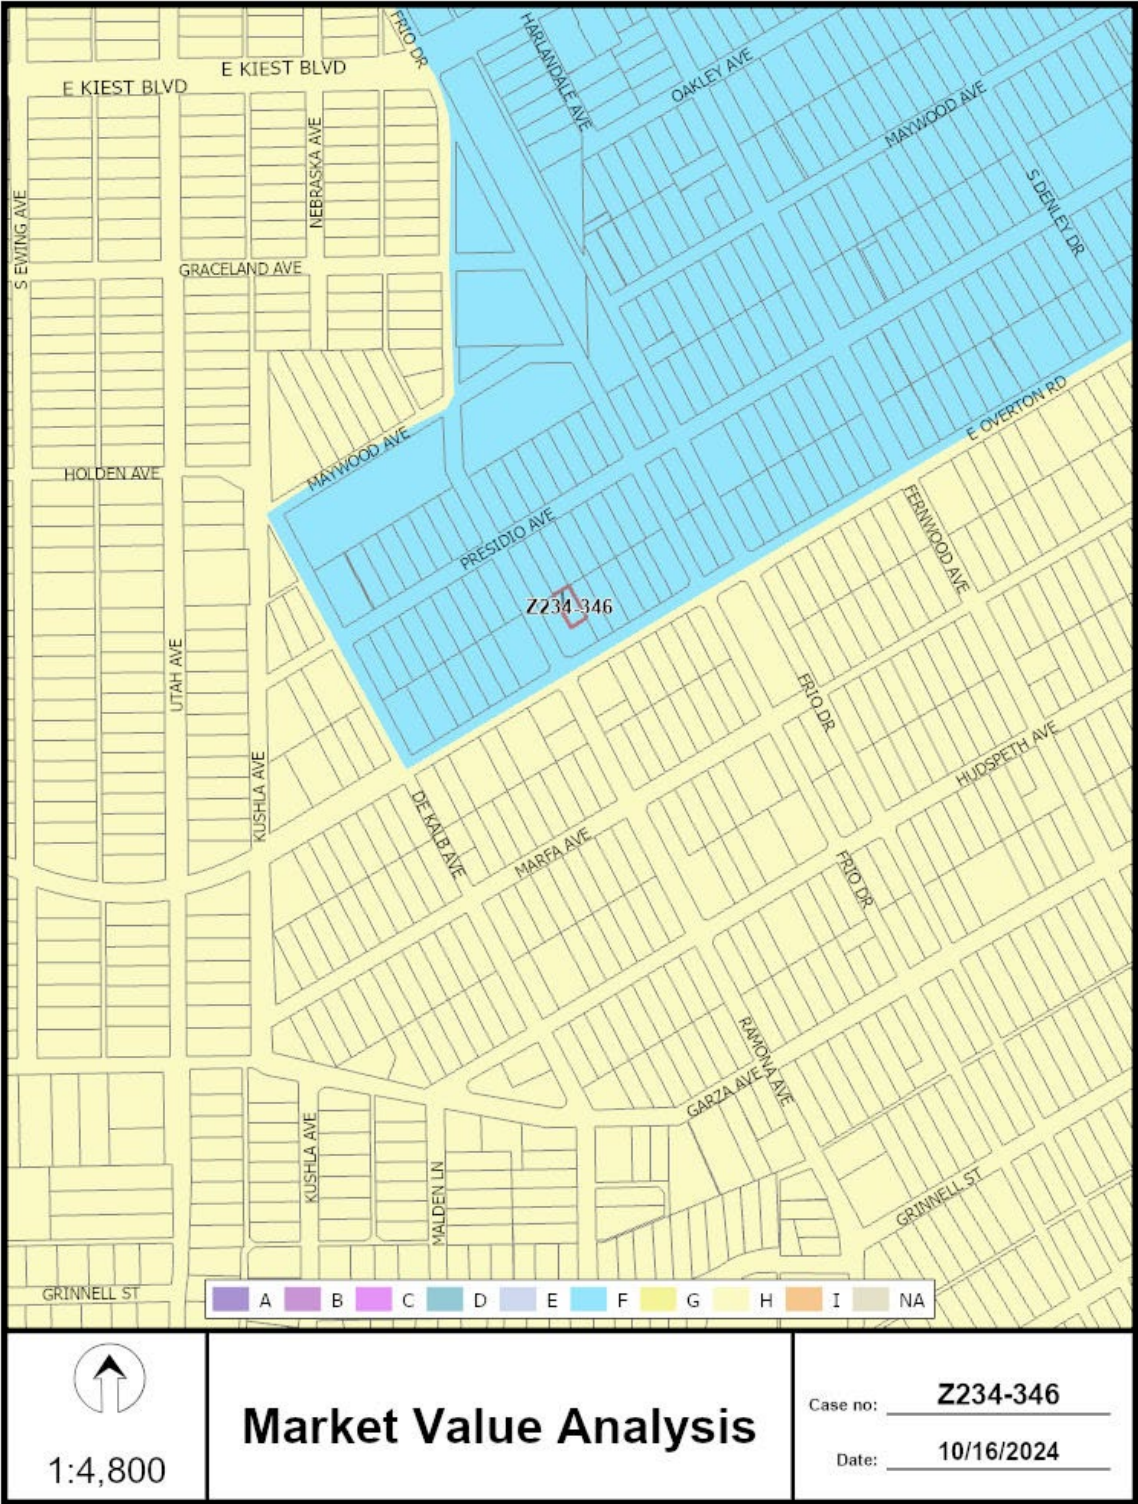 FRIO DR
HARLANDALE AVE
OAKLEY AVE
E KIEST BLVD
E KIEST BLVD
MAYWOOD AVE
NEBRASKA AVE
S DENLEY DR
S EWING AVE
GRACELAND AVE
E OVERTON RD
MAYWOOD AVE
HOLDEN AVE
PRESIDIO AVE
FERNWOOD AVE
Z234-346
UTAH AVE
FRIO DR
HUDSPETH AVE
KUSHLA AVE
DE KALB AVE
MARFA AVE
FRIO DR
RAMONA AVE
GARZA AVE
KUSHLA AVE
MALDEN LN
GRINNELL ST
GRINNELL ST
A B C D E F G H I NA
1:4,800
Market Value Analysis
Case no: Z234-346
Date: 10/16/2024